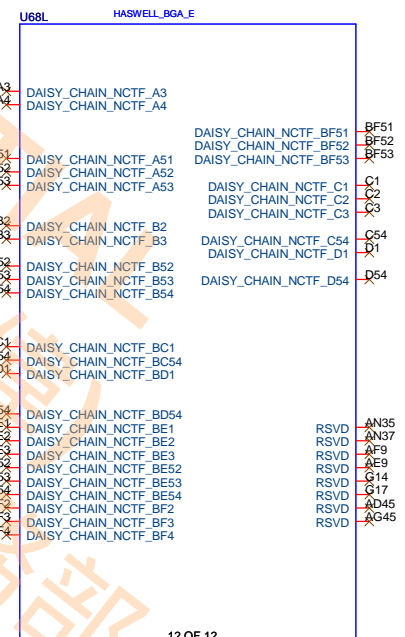 U68L
HASWELL_BGA_E
DAISY_CHAIN_NCTF_A3
DAISY_CHAIN_NCTF_A4
DAISY_CHAIN_NCTF_A51
DAISY_CHAIN_NCTF_A52
DAISY_CHAIN_NCTF_A53
DAISY_CHAIN_NCTF_B2
DAISY_CHAIN_NCTF_B3
DAISY_CHAIN_NCTF_B52
DAISY_CHAIN_NCTF_B53
DAISY_CHAIN_NCTF_B54
DAISY_CHAIN_NCTF_BC1
DAISY_CHAIN_NCTF_BC54
DAISY_CHAIN_NCTF_BD1
DAISY_CHAIN_NCTF_BD54
DAISY_CHAIN_NCTF_BE1
DAISY_CHAIN_NCTF_BE2
DAISY_CHAIN_NCTF_BE3
DAISY_CHAIN_NCTF_BE52
DAISY_CHAIN_NCTF_BE53
DAISY_CHAIN_NCTF_BE54
DAISY_CHAIN_NCTF_BF2
DAISY_CHAIN_NCTF_BF3
DAISY_CHAIN_NCTF_BF4
DAISY_CHAIN_NCTF_BF51 BF51
DAISY_CHAIN_NCTF_BF52 BF52
DAISY_CHAIN_NCTF_BF53 BF53
DAISY_CHAIN_NCTF_C1 C1
DAISY_CHAIN_NCTF_C2 C2
DAISY_CHAIN_NCTF_C3 C3
DAISY_CHAIN_NCTF_C54 C54
DAISY_CHAIN_NCTF_D1 D1
DAISY_CHAIN_NCTF_D54 D54
RSVD AN35
RSVD AN37
RSVD AF9
RSVD AE9
RSVD G14
RSVD G17
RSVD AD45
RSVD AG45
12 OF 12